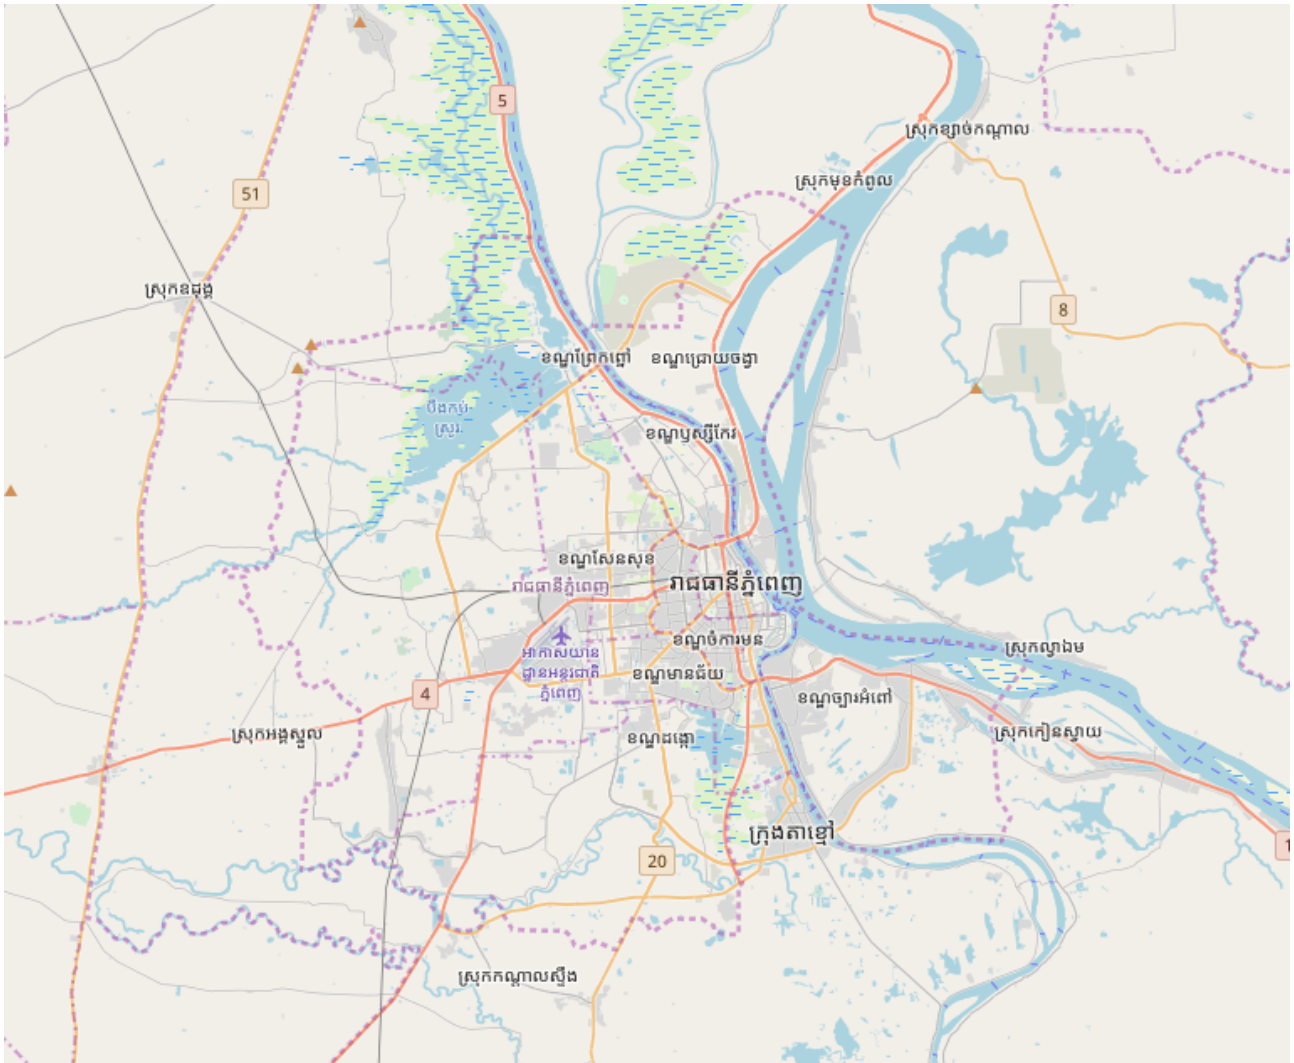 5
ស្រុកខ្សាច់កណ្ដាល
ស្រុកមុខកំពូល
51
ស្រុកឧដុង្គ
8
ខណ្ឌព្រែកព្នៅ
ខណ្ឌជ្រោយចង្វា
បឹងកប់
ស្រូវ
ខណ្ឌឫស្សីកែវ
ខណ្ឌសែនសុខ
រាជធានីភ្នំពេញ
រាជធានីភ្នំពេញ
ខណ្ឌចំការមន
អាកាសយាន
ដ្ឋានអន្តរជាតិ
ភ្នំពេញ
ស្រុកល្វាឯម
ខណ្ឌមានជ័យ
4
ខណ្ឌច្បារអំពៅ
ស្រុកអង្គស្នួល
ខណ្ឌដង្កោ
ស្រុកកៀនស្វាយ
ក្រុងតាខ្មៅ
1
20
ស្រុកកណ្ដាលស្ទឹង